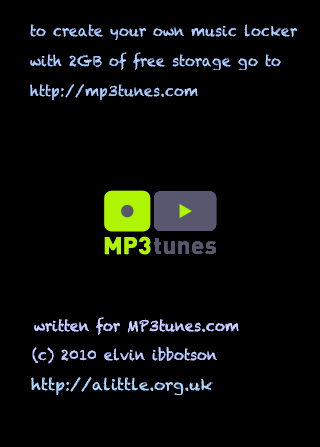 to create your own music locker
with 2GB of free storage go to
http://mp3tunes.com
MP3tunes
written for MP3tunes.com
(c) 2010 elvin ibbotson
http://alittle.org.uk